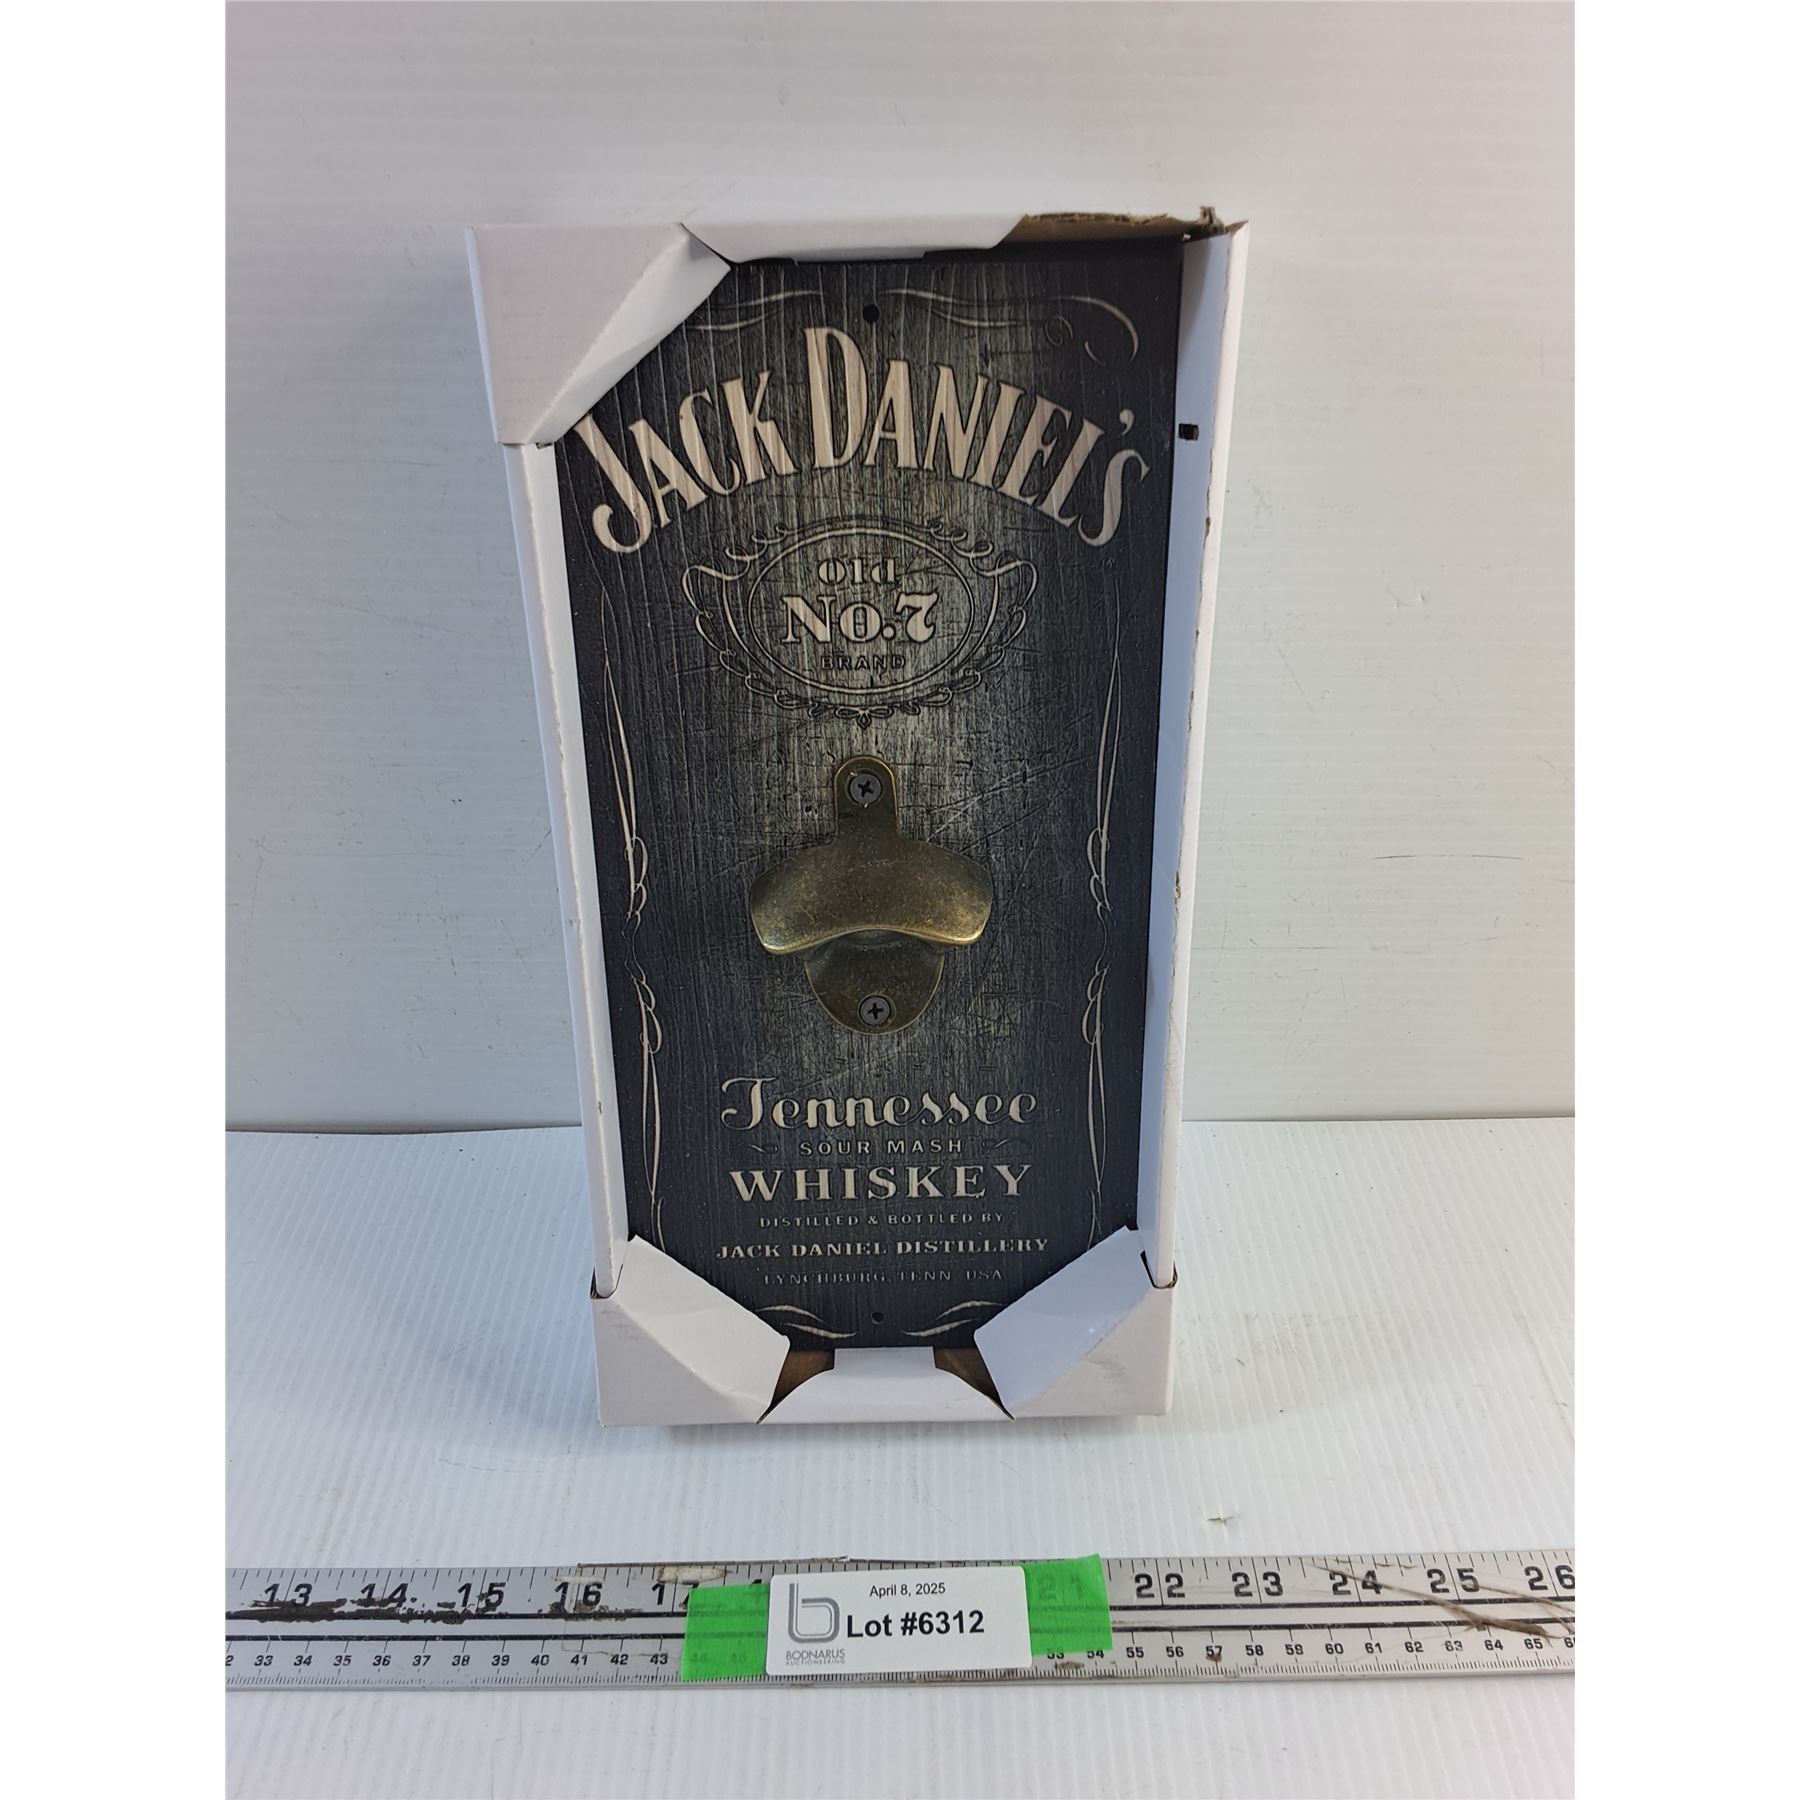 JACK DANIEL'S
Old
No.7
BRAND
Tennessee
SOUR MASH
WHISKEY
DISTILLED & BOTTLED BY
JACK DANIEL DISTILLERY
LYNCHBURG, TENN. USA
13 14 15 16 17 21 22 23 24 25 26
April 8, 2025
Lot #6312
BODNARUS
AUCTIONEERING
33 34 35 36 37 38 39 40 41 42 43 44 45 53 54 55 56 57 58 59 60 61 62 63 64 65